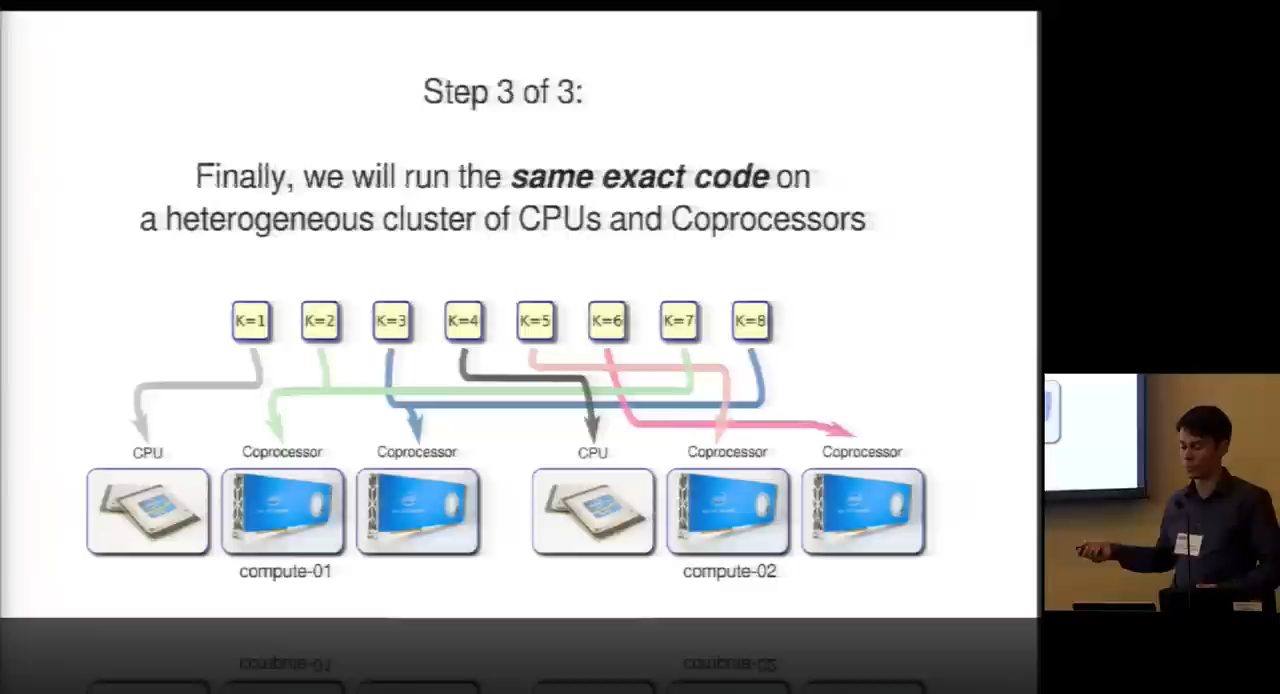 Step 3 of 3:
Finally, we will run the same exact code on
a heterogeneous cluster of CPUs and Coprocessors
K=1 K=2 K=3 K=4 K=5 K=6 K=7 K=8
CPU Coprocessor Coprocessor CPU Coprocessor Coprocessor
compute-01 compute-02